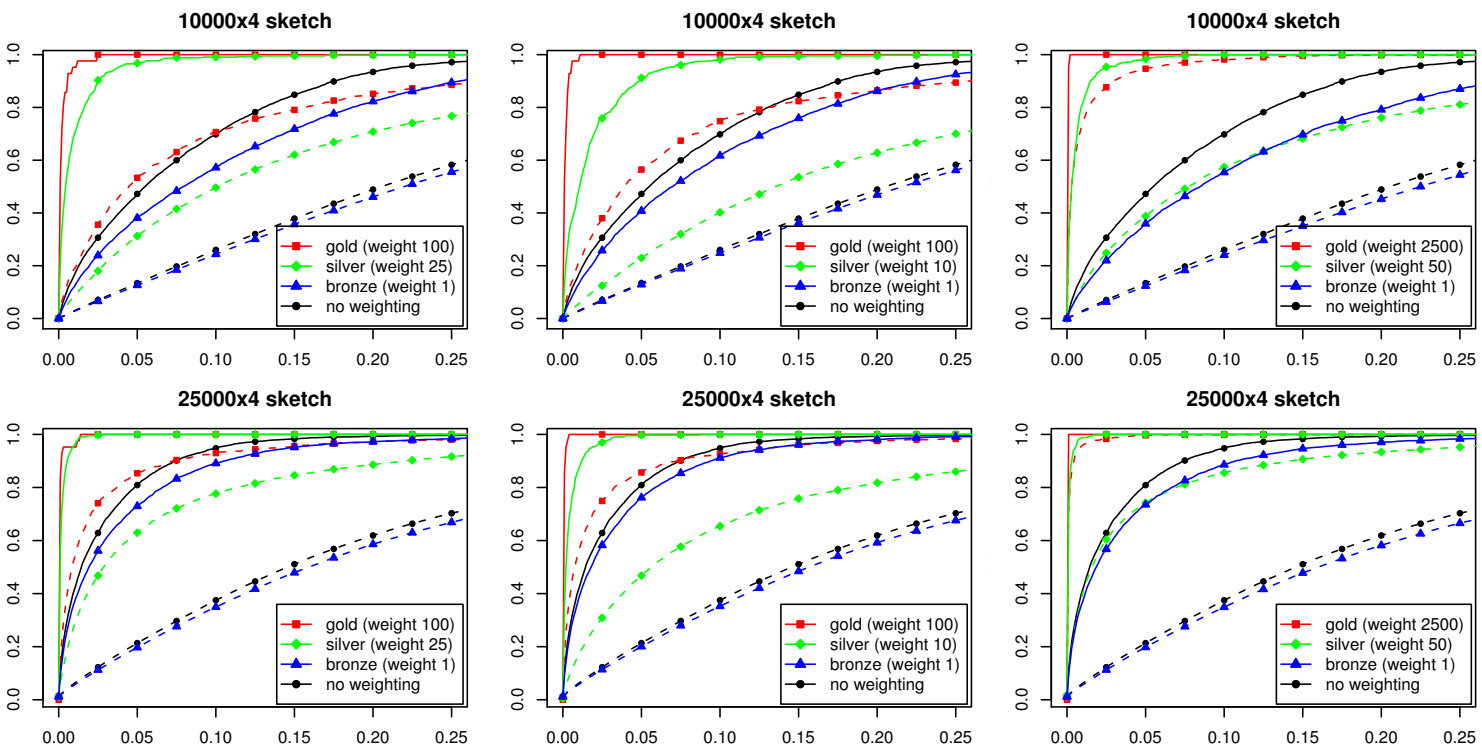 10000x4 sketch
0.0 0.2 0.4 0.6 0.8 1.0
gold (weight 100)
silver (weight 25)
bronze (weight 1)
no weighting
0.00 0.05 0.10 0.15 0.20 0.25
10000x4 sketch
0.0 0.2 0.4 0.6 0.8 1.0
gold (weight 100)
silver (weight 10)
bronze (weight 1)
no weighting
0.00 0.05 0.10 0.15 0.20 0.25
10000x4 sketch
0.0 0.2 0.4 0.6 0.8 1.0
gold (weight 2500)
silver (weight 50)
bronze (weight 1)
no weighting
0.00 0.05 0.10 0.15 0.20 0.25
25000x4 sketch
0.0 0.2 0.4 0.6 0.8 1.0
gold (weight 100)
silver (weight 25)
bronze (weight 1)
no weighting
0.00 0.05 0.10 0.15 0.20 0.25
25000x4 sketch
0.0 0.2 0.4 0.6 0.8 1.0
gold (weight 100)
silver (weight 10)
bronze (weight 1)
no weighting
0.00 0.05 0.10 0.15 0.20 0.25
25000x4 sketch
0.0 0.2 0.4 0.6 0.8 1.0
gold (weight 2500)
silver (weight 50)
bronze (weight 1)
no weighting
0.00 0.05 0.10 0.15 0.20 0.25